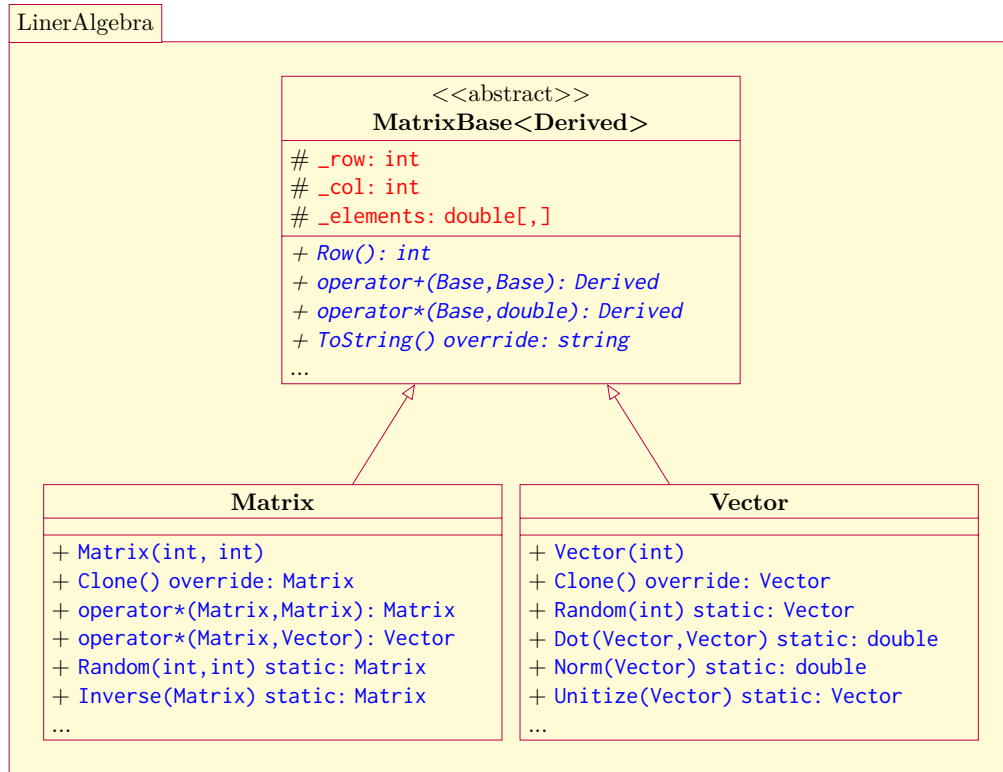 LinerAlgebra
<<abstract>>
MatrixBase<Derived>
# _row: int
# _col: int
# _elements: double[,]
+ Row(): int
+ operator+(Base,Base): Derived
+ operator*(Base,double): Derived
+ ToString() override: string
...
Matrix
+ Matrix(int, int)
+ Clone() override: Matrix
+ operator*(Matrix,Matrix): Matrix
+ operator*(Matrix,Vector): Vector
+ Random(int,int) static: Matrix
+ Inverse(Matrix) static: Matrix
...
Vector
+ Vector(int)
+ Clone() override: Vector
+ Random(int) static: Vector
+ Dot(Vector,Vector) static: double
+ Norm(Vector) static: double
+ Unitize(Vector) static: Vector
...